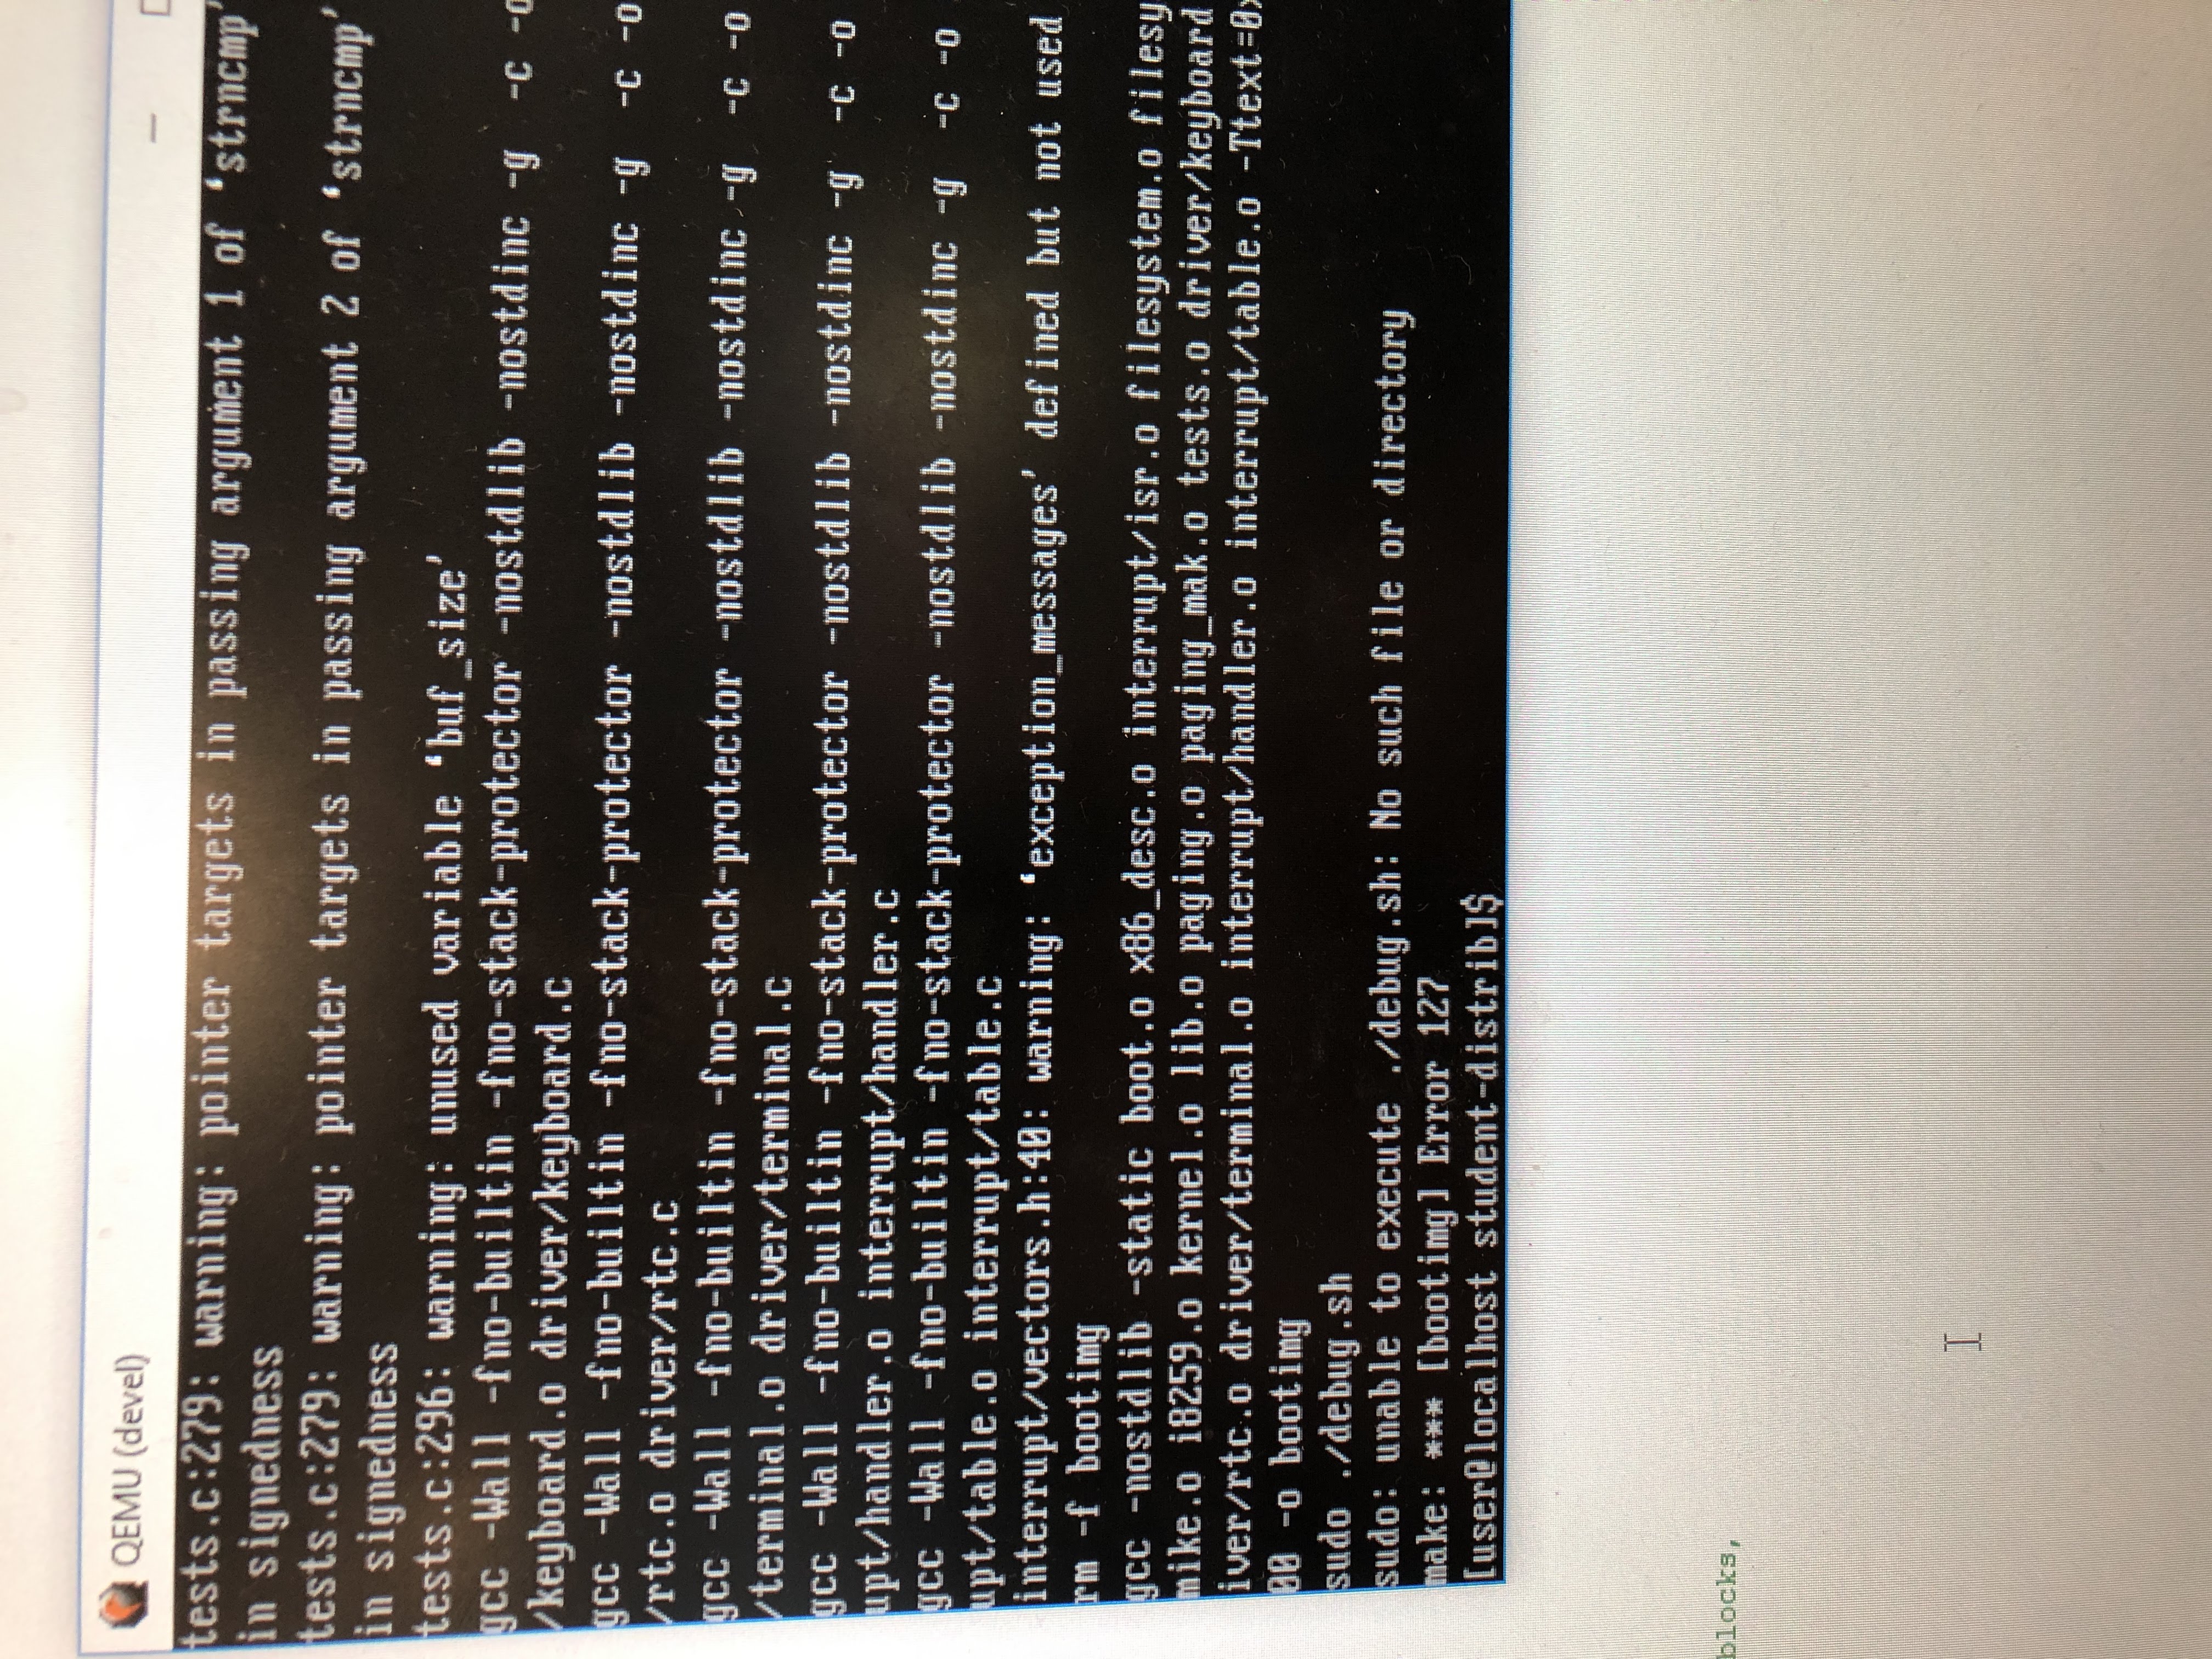 QEMU (devel)
tests.c:279: warning: pointer targets in passing argument 1 of ‘strncmp’
in signedness
tests.c:279: warning: pointer targets in passing argument 2 of ‘strncmp’
in signedness
tests.c:296: warning: unused variable ‘buf_size’
gcc -Wall -fno-builtin -fno-stack-protector -nostdlib -nostdinc -g  -c -o
/keyboard.o driver/keyboard.c
gcc -Wall -fno-builtin -fno-stack-protector -nostdlib -nostdinc -g  -c -o
/rtc.o driver/rtc.c
gcc -Wall -fno-builtin -fno-stack-protector -nostdlib -nostdinc -g  -c -o
/terminal.o driver/terminal.c
gcc -Wall -fno-builtin -fno-stack-protector -nostdlib -nostdinc -g  -c -o
upt/handler.o interrupt/handler.c
gcc -Wall -fno-builtin -fno-stack-protector -nostdlib -nostdinc -g  -c -o
upt/table.o interrupt/table.c
interrupt/vectors.h:40: warning: ‘exception_messages’ defined but not used
rm -f bootimg
gcc -nostdlib -static boot.o x86_desc.o interrupt/isr.o filesystem.o filesy
mike.o i8259.o kernel.o lib.o paging.o paging_mak.o tests.o driver/keyboard
iver/rtc.o driver/terminal.o interrupt/handler.o interrupt/table.o -Ttext=0x
00 -o bootimg
sudo ./debug.sh
sudo: unable to execute ./debug.sh: No such file or directory
make: *** [bootimg] Error 127
[user@localhost student-distrib]$
blocks,